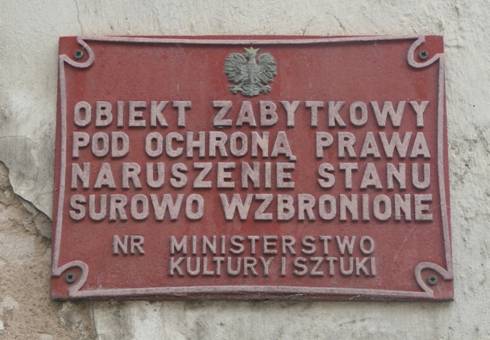 OBIEKT ZABYTKOWY
POD OCHRONĄ PRAWA
NARUSZENIE STANU
SUROWO WZBRONIONE
NR MINISTERSTWO
KULTURY I SZTUKI